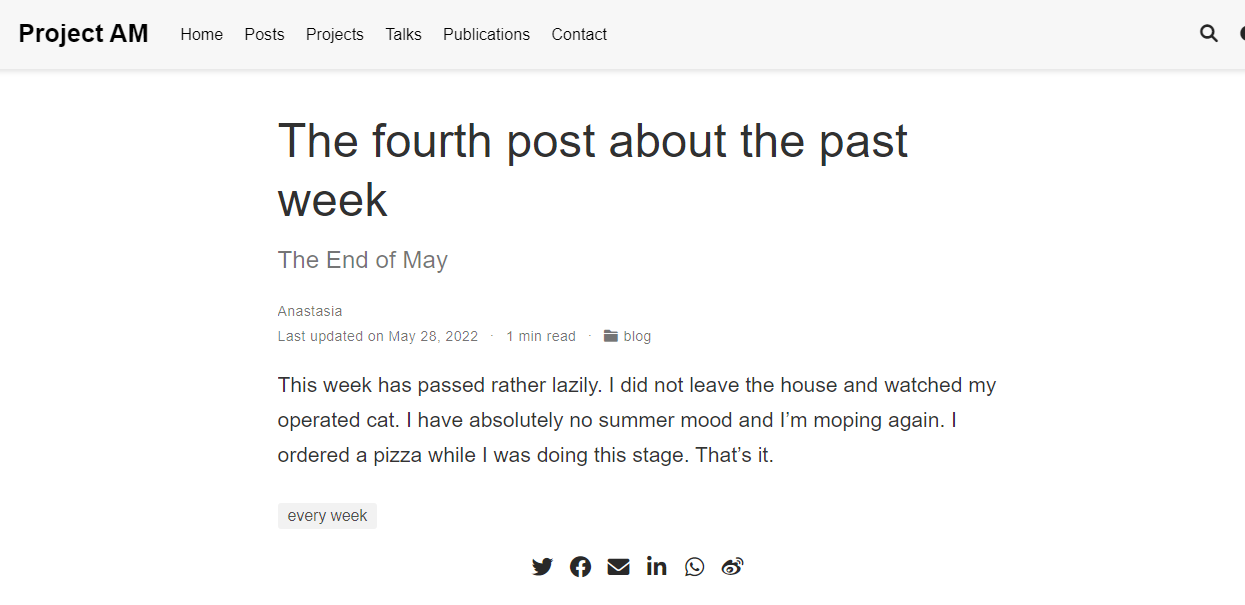 Project AM Home Posts Projects Talks Publications Contact
The fourth post about the past
week
The End of May
Anastasia
Last updated on May 28, 2022 · 1 min read · blog
This week has passed rather lazily. I did not leave the house and watched my
operated cat. I have absolutely no summer mood and I’m moping again. I
ordered a pizza while I was doing this stage. That’s it.
every week